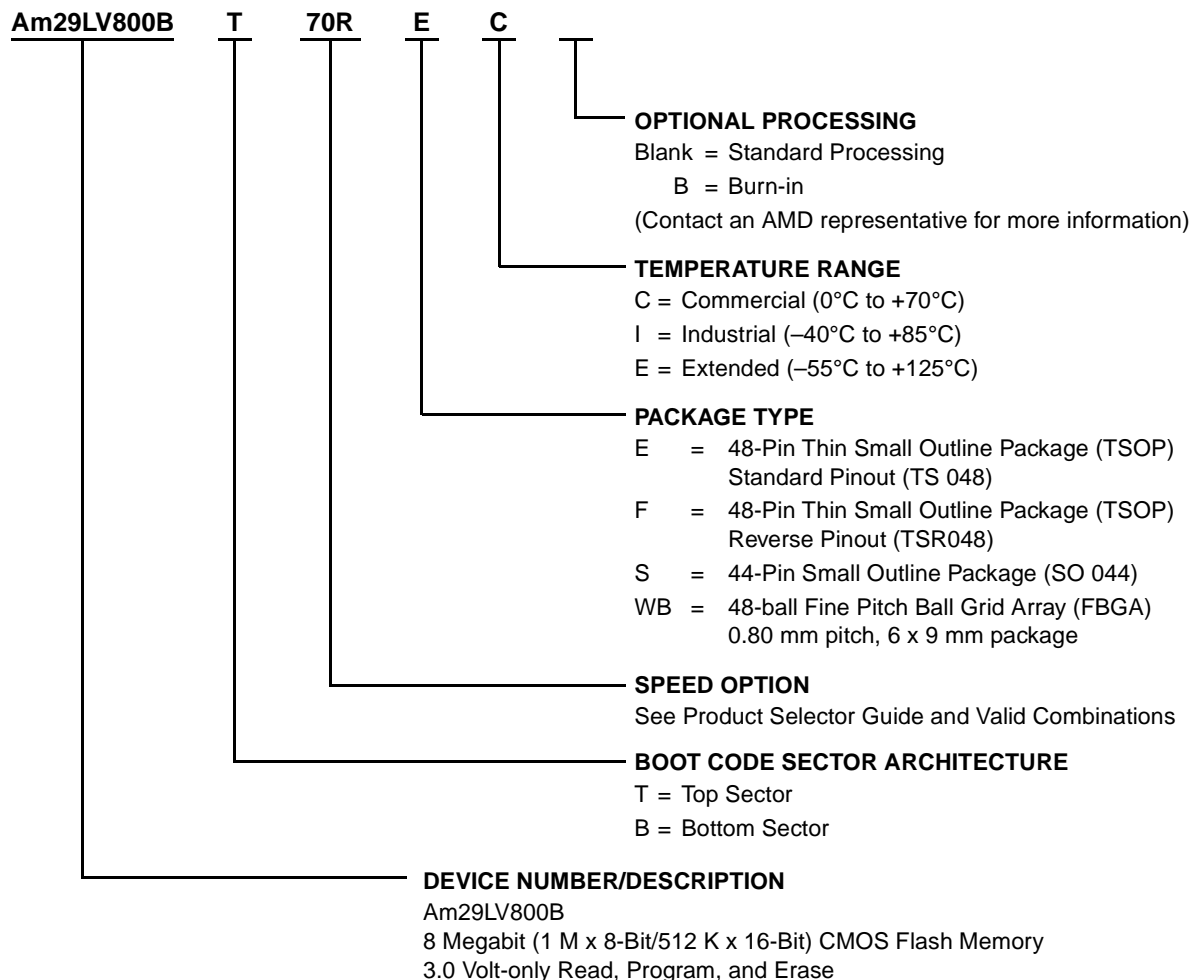 Am29LV800B T 70R E C
OPTIONAL PROCESSING
Blank = Standard Processing
B = Burn-in
(Contact an AMD representative for more information)
TEMPERATURE RANGE
C = Commercial (0°C to +70°C)
I = Industrial (–40°C to +85°C)
E = Extended (–55°C to +125°C)
PACKAGE TYPE
E = 48-Pin Thin Small Outline Package (TSOP)
Standard Pinout (TS 048)
F = 48-Pin Thin Small Outline Package (TSOP)
Reverse Pinout (TSR048)
S = 44-Pin Small Outline Package (SO 044)
WB = 48-ball Fine Pitch Ball Grid Array (FBGA)
0.80 mm pitch, 6 x 9 mm package
SPEED OPTION
See Product Selector Guide and Valid Combinations
BOOT CODE SECTOR ARCHITECTURE
T = Top Sector
B = Bottom Sector
DEVICE NUMBER/DESCRIPTION
Am29LV800B
8 Megabit (1 M x 8-Bit/512 K x 16-Bit) CMOS Flash Memory
3.0 Volt-only Read, Program, and Erase